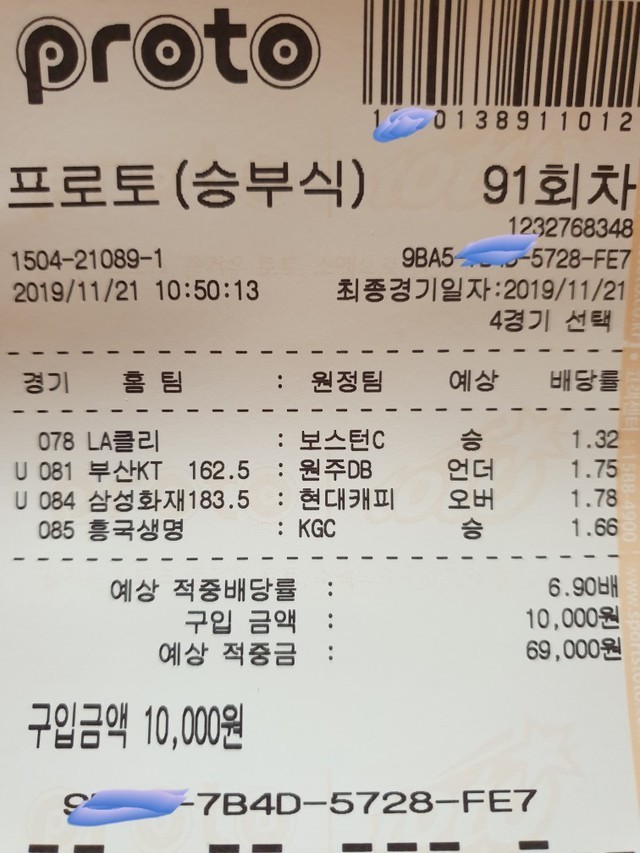 proto
1 0138911012
프로토(승부식) 91회차
1232768348
1504-21089-1 9BA5- -5728-FE7
2019/11/21 10:50:13 최종경기일자:2019/11/21
4경기 선택
경기 홈 팀 : 원정팀 예상 배당률
078 LA클리 : 보스턴C 승 1.32
U 081 부산KT 162.5 : 원주DB 언더 1.75
U 084 삼성화재183.5 : 현대캐피 오버 1.78
085 흥국생명 : KGC 승 1.66
예상 적중배당률 : 6.90배
구입 금액 : 10,000원
예상 적중금 : 69,000원
구입금액 10,000원
9 -7B4D-5728-FE7